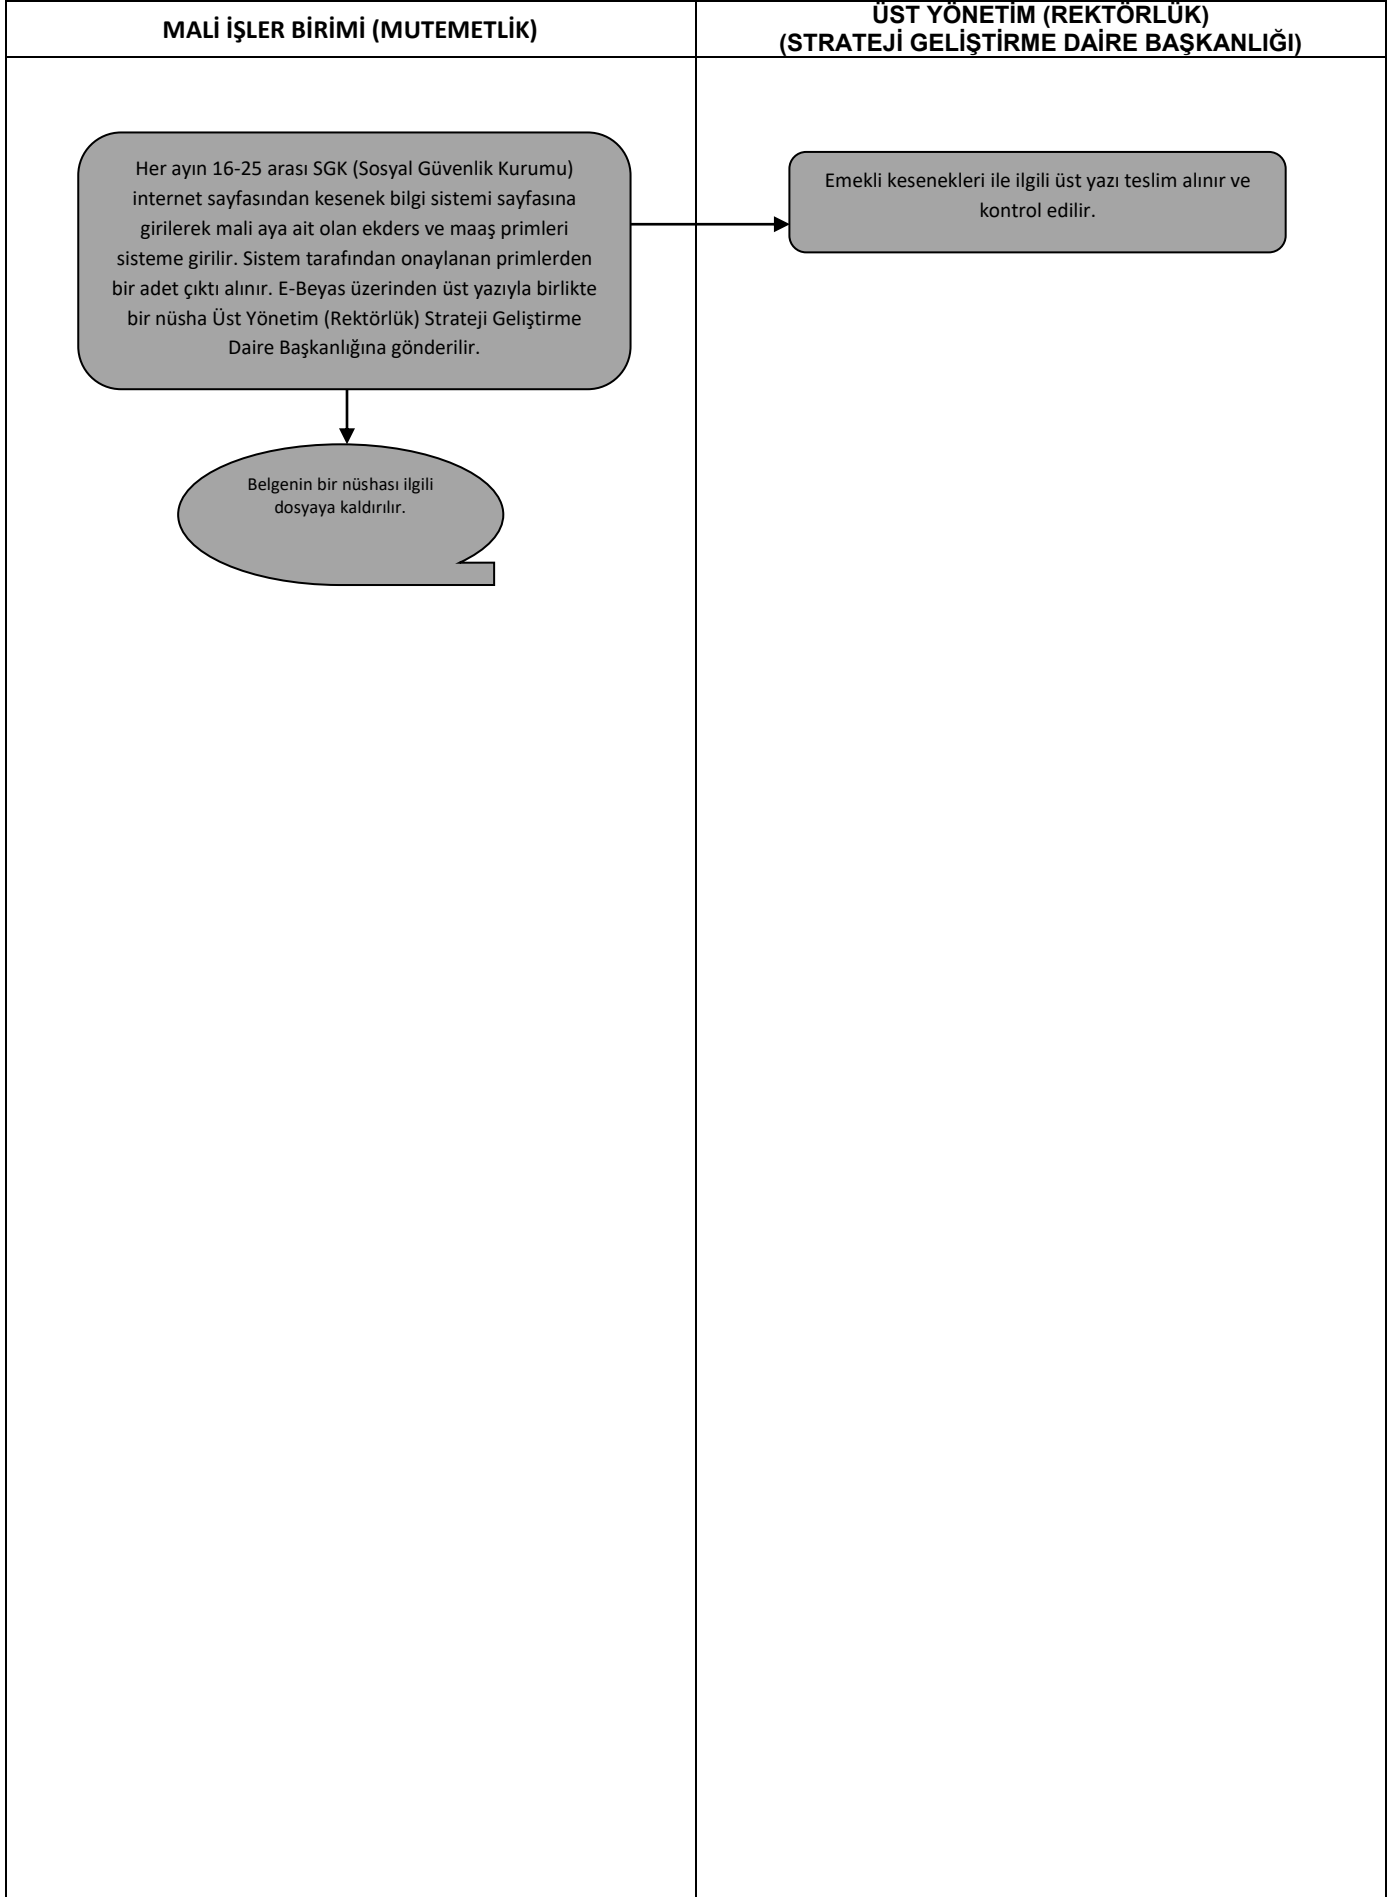 MALİ İŞLER BİRİMİ (MUTEMETLİK)
ÜST YÖNETİM (REKTÖRLÜK)
(STRATEJİ GELİŞTİRME DAİRE BAŞKANLIĞI)
Her ayın 16-25 arası SGK (Sosyal Güvenlik Kurumu)
internet sayfasından kesenek bilgi sistemi sayfasına
girilerek mali aya ait olan ekders ve maaş primleri
sisteme girilir. Sistem tarafından onaylanan primlerden
bir adet çıktı alınır. E-Beyas üzerinden üst yazıyla birlikte
bir nüsha Üst Yönetim (Rektörlük) Strateji Geliştirme
Daire Başkanlığına gönderilir.
Emekli kesenekleri ile ilgili üst yazı teslim alınır ve
kontrol edilir.
Belgenin bir nüshası ilgili
dosyaya kaldırılır.